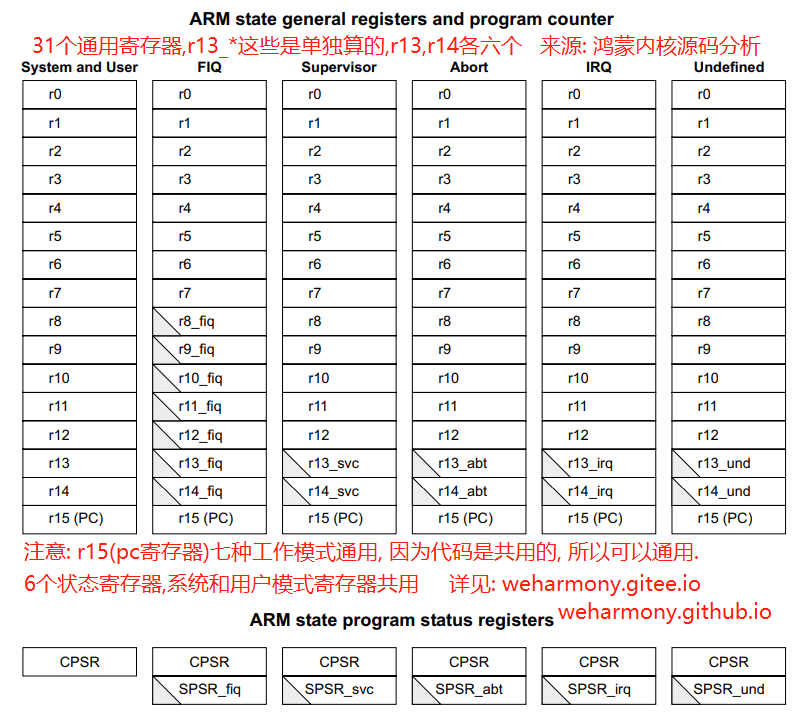 ARM state general registers and program counter
31个通用寄存器,r13_*这些是单独算的,r13,r14各六个 来源: 鸿蒙内核源码分析
System and User FIQ Supervisor Abort IRQ Undefined
r0 r0 r0 r0 r0 r0
r1 r1 r1 r1 r1 r1
r2 r2 r2 r2 r2 r2
r3 r3 r3 r3 r3 r3
r4 r4 r4 r4 r4 r4
r5 r5 r5 r5 r5 r5
r6 r6 r6 r6 r6 r6
r7 r7 r7 r7 r7 r7
r8 r8_fiq r8 r8 r8 r8
r9 r9_fiq r9 r9 r9 r9
r10 r10_fiq r10 r10 r10 r10
r11 r11_fiq r11 r11 r11 r11
r12 r12_fiq r12 r12 r12 r12
r13 r13_fiq r13_svc r13_abt r13_irq r13_und
r14 r14_fiq r14_svc r14_abt r14_irq r14_und
r15 (PC) r15 (PC) r15 (PC) r15 (PC) r15 (PC) r15 (PC)
注意: r15(pc寄存器)七种工作模式通用, 因为代码是共用的, 所以可以通用.
6个状态寄存器,系统和用户模式寄存器共用 详见: weharmony.gitee.io
weharmony.github.io
ARM state program status registers
CPSR CPSR CPSR CPSR CPSR CPSR
SPSR_fiq SPSR_svc SPSR_abt SPSR_irq SPSR_und